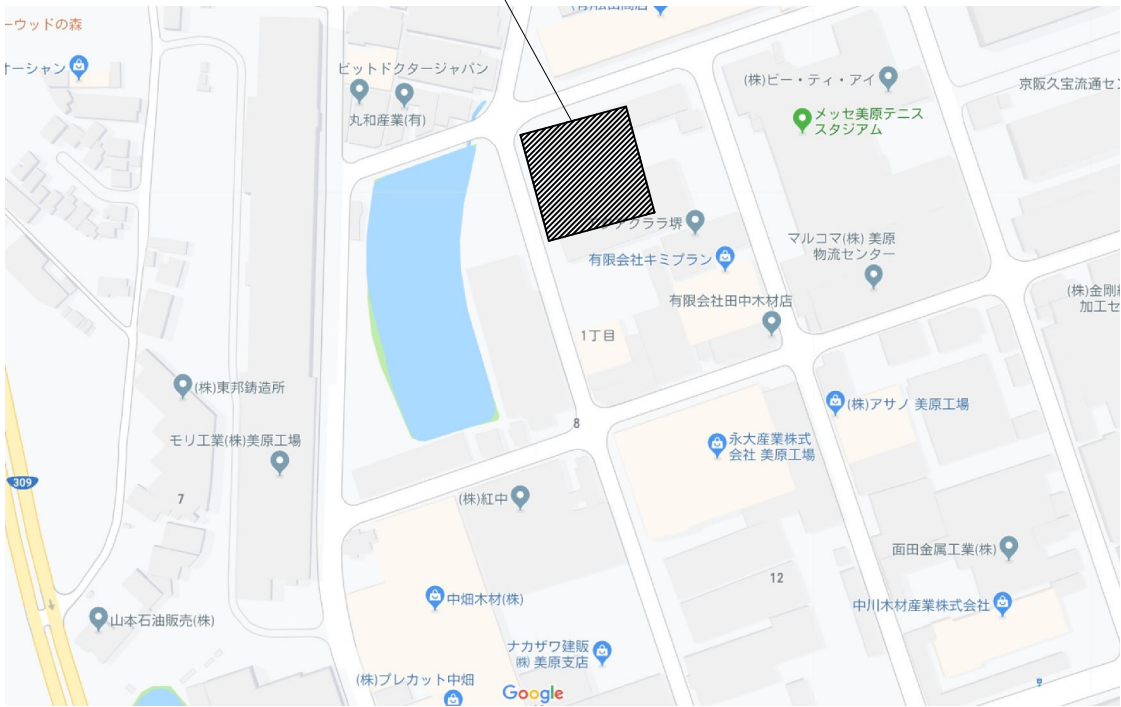 ーウッドの森
ナーシャン
ビットドクタージャパン
丸和産業(有)
(株)ビー・ティ・アイ
メッセ美原テニス
スタジアム
京阪久宝流通セ
クララ堺
有限会社キミプラン
マルコマ(株) 美原
物流センター
有限会社田中木材店
(株)金剛
加工セ
1丁目
(株)東邦鋳造所
(株)アサノ 美原工場
8
モリ工業(株)美原工場
永大産業株式
会社 美原工場
309
7
(株)紅中
面田金属工業(株)
12
中畑木材(株)
中川木材産業株式会社
山本石油販売(株)
ナカザワ建販
㈱ 美原支店
(株)プレカット中畑
Google